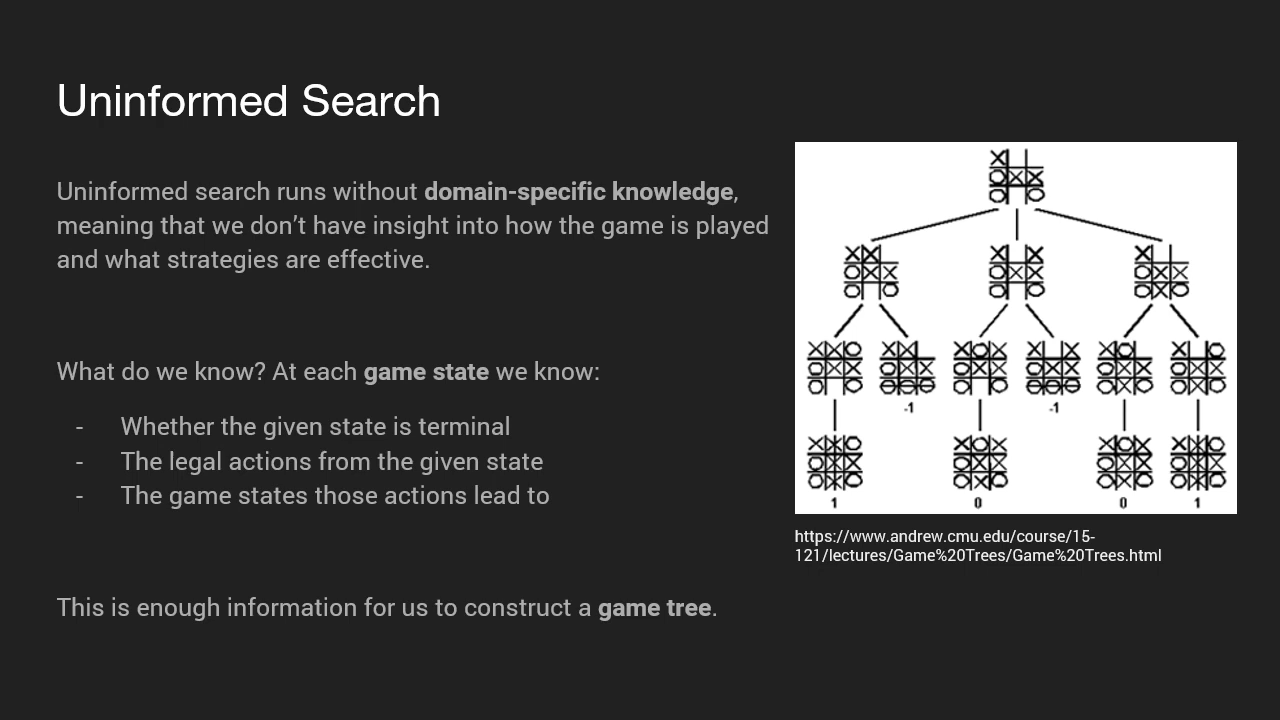 Uninformed Search
Uninformed search runs without domain-specific knowledge,
meaning that we don’t have insight into how the game is played
and what strategies are effective.
What do we know? At each game state we know:
- Whether the given state is terminal
- The legal actions from the given state
- The game states those actions lead to
This is enough information for us to construct a game tree.
X
O X X
O
X X
O X X
O O
X X
O X X
O O
X
O X X
O X O
X X O
O X X
O O
X X
O X X
O O O
X O X
O X X
O O
X X
O X X
O O O
X O
O X X
O X O
X O
O X X
O X O
-1
-1
X X O
O X X
O X O
X O X
O X X
O X O
X O X
O X X
O X O
X X O
O X X
O X O
1
0
0
1
https://www.andrew.cmu.edu/course/15-
121/lectures/Game%20Trees/Game%20Trees.html